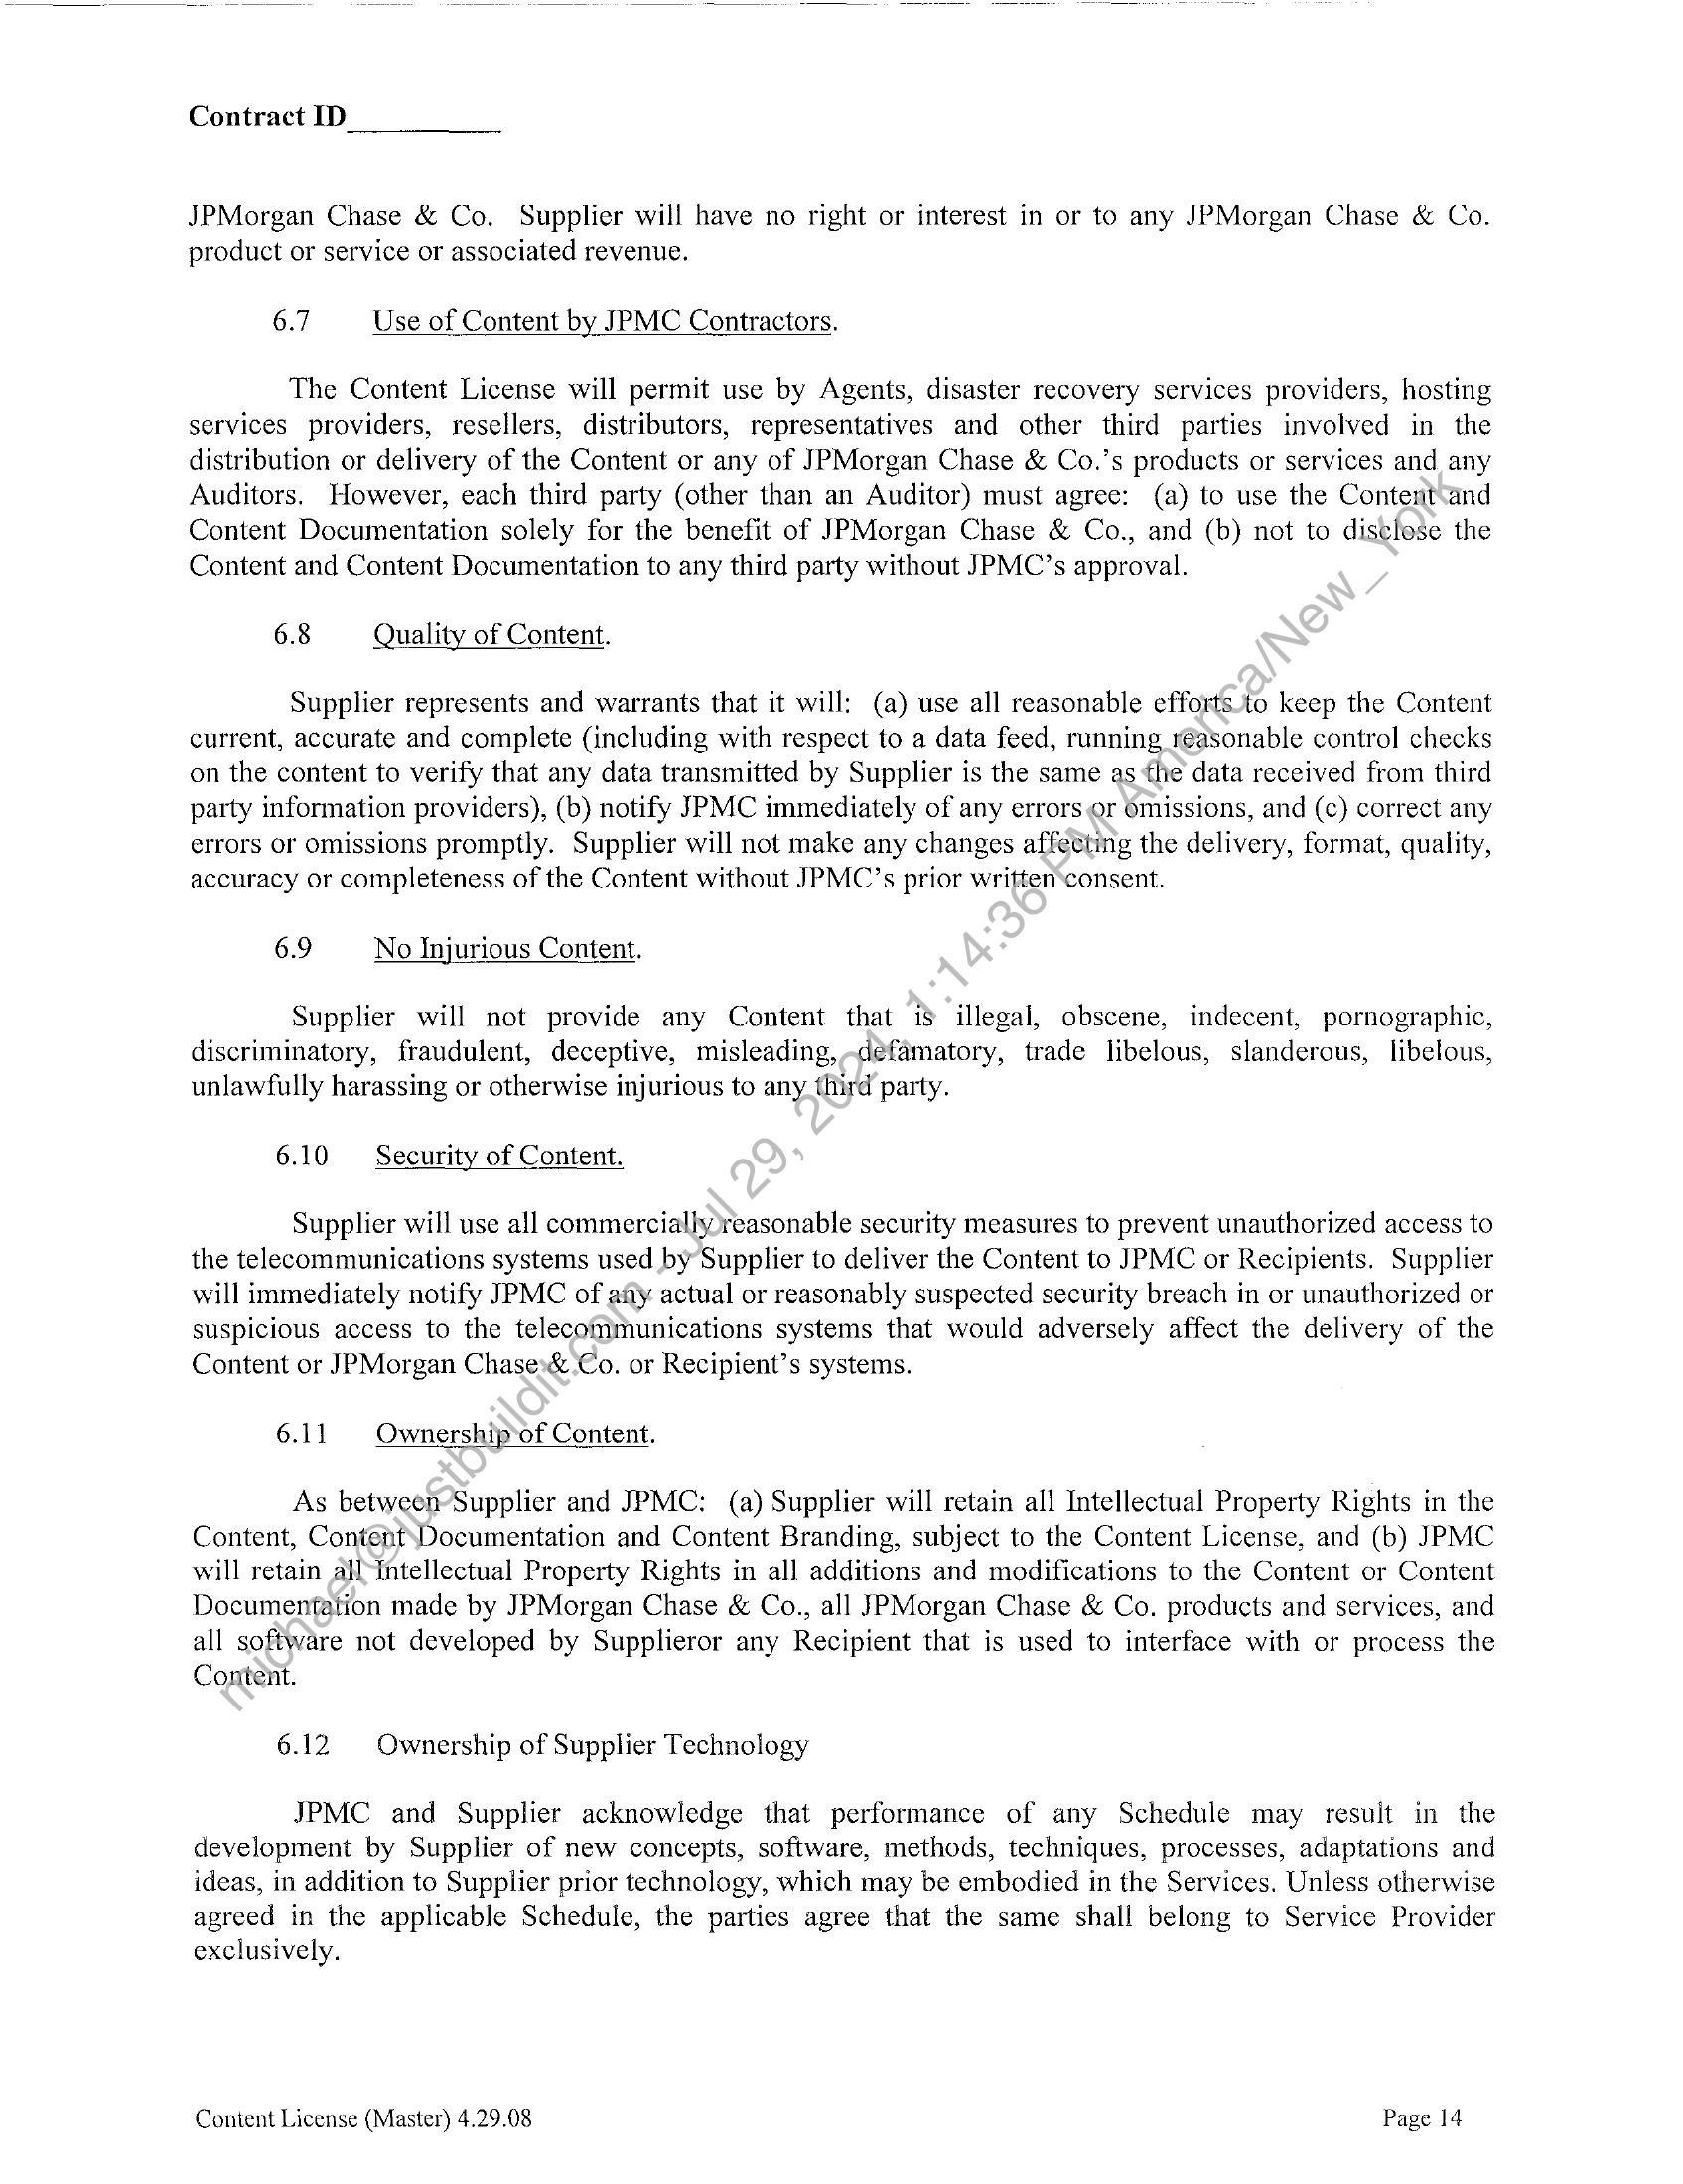 Contract ID__________
JPMorgan Chase & Co. Supplier will have no right or interest in or to any JPMorgan Chase & Co.
product or service or associated revenue.
6.7 Use of Content by JPMC Contractors.
The Content License will permit use by Agents, disaster recovery services providers, hosting
services providers, resellers, distributors, representatives and other third parties involved in the
distribution or delivery of the Content or any of JPMorgan Chase & Co.'s products or services and any
Auditors. However, each third party (other than an Auditor) must agree: (a) to use the Content and
Content Documentation solely for the benefit of JPMorgan Chase & Co., and (b) not to disclose the
Content and Content Documentation to any third party without JPMC's approval.
6.8 Quality of Content.
Supplier represents and warrants that it will: (a) use all reasonable efforts to keep the Content
current, accurate and complete (including with respect to a data feed, running reasonable control checks
on the content to verify that any data transmitted by Supplier is the same as the data received from third
party information providers), (b) notify JPMC immediately of any errors or omissions, and (c) correct any
errors or omissions promptly. Supplier will not make any changes affecting the delivery, format, quality,
accuracy or completeness of the Content without JPMC's prior written consent.
6.9 No Injurious Content.
Supplier will not provide any Content that is illegal, obscene, indecent, pornographic,
discriminatory, fraudulent, deceptive, misleading, defamatory, trade libelous, slanderous, libelous,
unlawfully harassing or otherwise injurious to any third party.
6.10 Security of Content.
Supplier will use all commercially reasonable security measures to prevent unauthorized access to
the telecommunications systems used by Supplier to deliver the Content to JPMC or Recipients. Supplier
will immediately notify JPMC of any actual or reasonably suspected security breach in or unauthorized or
suspicious access to the telecommunications systems that would adversely affect the delivery of the
Content or JPMorgan Chase & Co. or Recipient's systems.
6.11 Ownership of Content.
As between Supplier and JPMC: (a) Supplier will retain all Intellectual Property Rights in the
Content, Content Documentation and Content Branding, subject to the Content License, and (b) JPMC
will retain all Intellectual Property Rights in all additions and modifications to the Content or Content
Documentation made by JPMorgan Chase & Co., all JPMorgan Chase & Co. products and services, and
all software not developed by Supplieror any Recipient that is used to interface with or process the
Content.
6.12 Ownership of Supplier Technology
JPMC and Supplier acknowledge that performance of any Schedule may result in the
development by Supplier of new concepts, software, methods, techniques, processes, adaptations and
ideas, in addition to Supplier prior technology, which may be embodied in the Services. Unless otherwise
agreed in the applicable Schedule, the parties agree that the same shall belong to Service Provider
exclusively.
Content License (Master) 4.29.08 Page 14
michael@justbuildit.com - Jul 29, 2024, 1:14:36 PM America/New_York